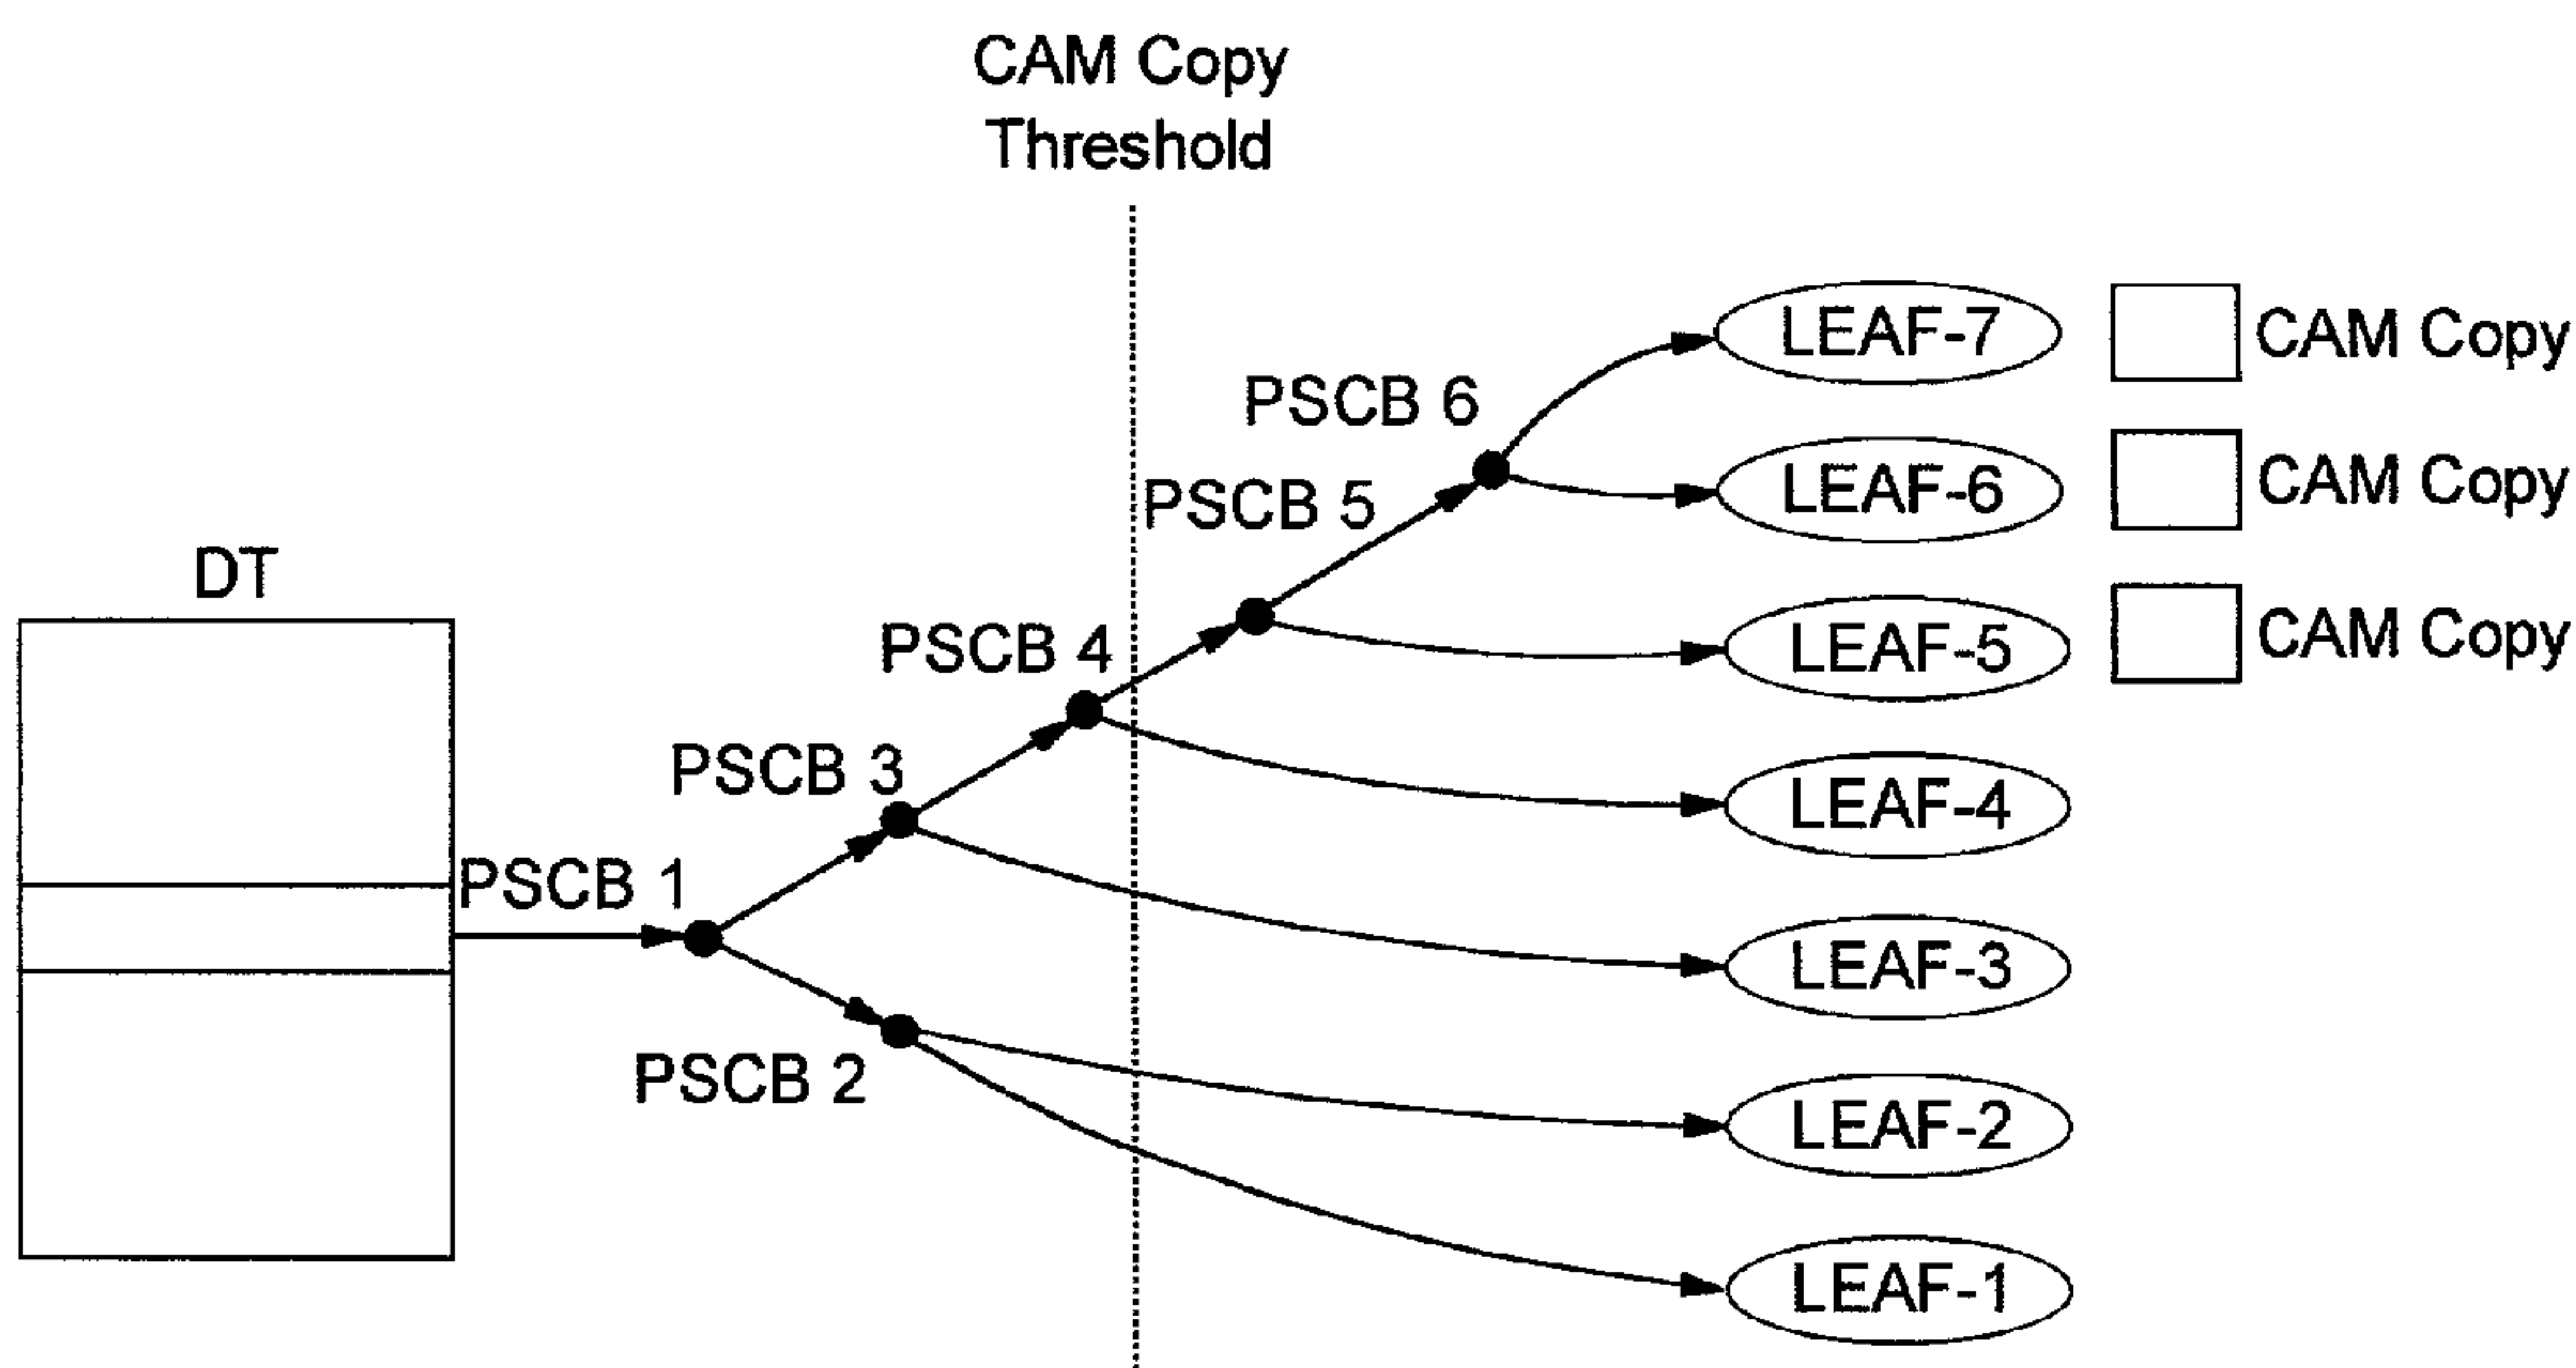 CAM Copy
Threshold
LEAF-7
CAM Copy
PSCB 6
LEAF-6
CAM Copy
PSCB 5
DT
LEAF-5
CAM Copy
PSCB 4
PSCB 3
LEAF-4
PSCB 1
LEAF-3
PSCB 2
LEAF-2
LEAF-1